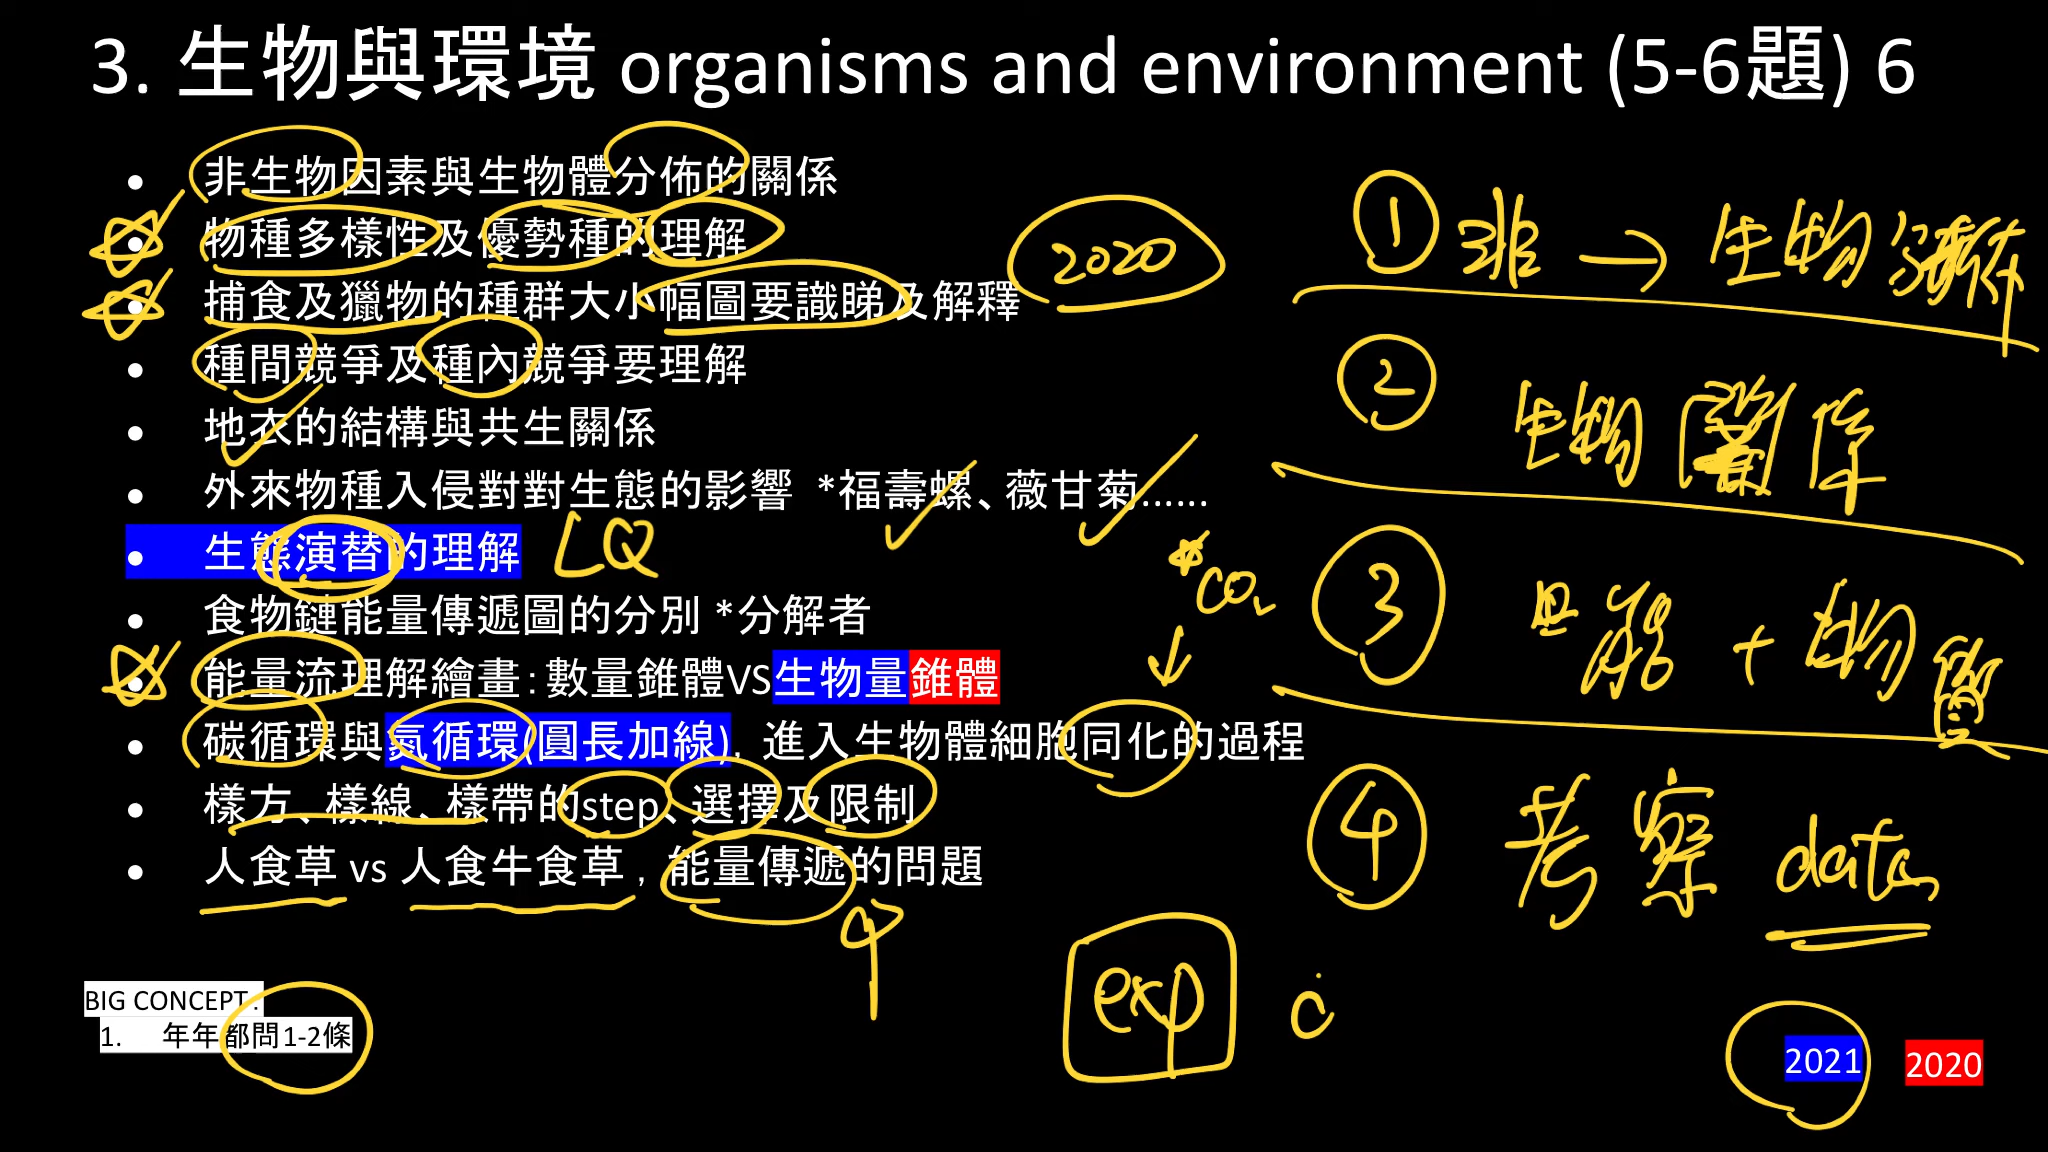 3. 生物與環境 organisms and environment (5-6題) 6
• 非生物因素與生物體分佈的關係
• 物種多樣性及優勢種的理解
• 捕食及獵物的種群大小幅圖要識睇及解釋
2020
• 種間競爭及種內競爭要理解
• 地衣的結構與共生關係
• 外來物種入侵對對生態的影響 *福壽螺、薇甘菊......
• 生態演替的理解 LQ
• 食物鏈能量傳遞圖的分別 *分解者
• 能量流理解繪畫：數量錐體VS生物量錐體
• 碳循環與氮循環(圓長加線)，進入生物體細胞同化的過程
• 樣方、樣線、樣帶的step、選擇及限制
• 人食草 vs 人食牛食草，能量傳遞的問題
*CO₂
① 非 → 生物分佈
② 生物關係
③ 能 + 物質
④ 考察 data
exp
BIG CONCEPT :
1. 年年都問1-2條
2021 2020